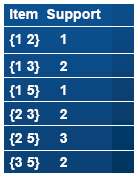 Item Support
{1 2} 1
{1 3} 2
{1 5} 1
{2 3} 2
{2 5} 3
{3 5} 2